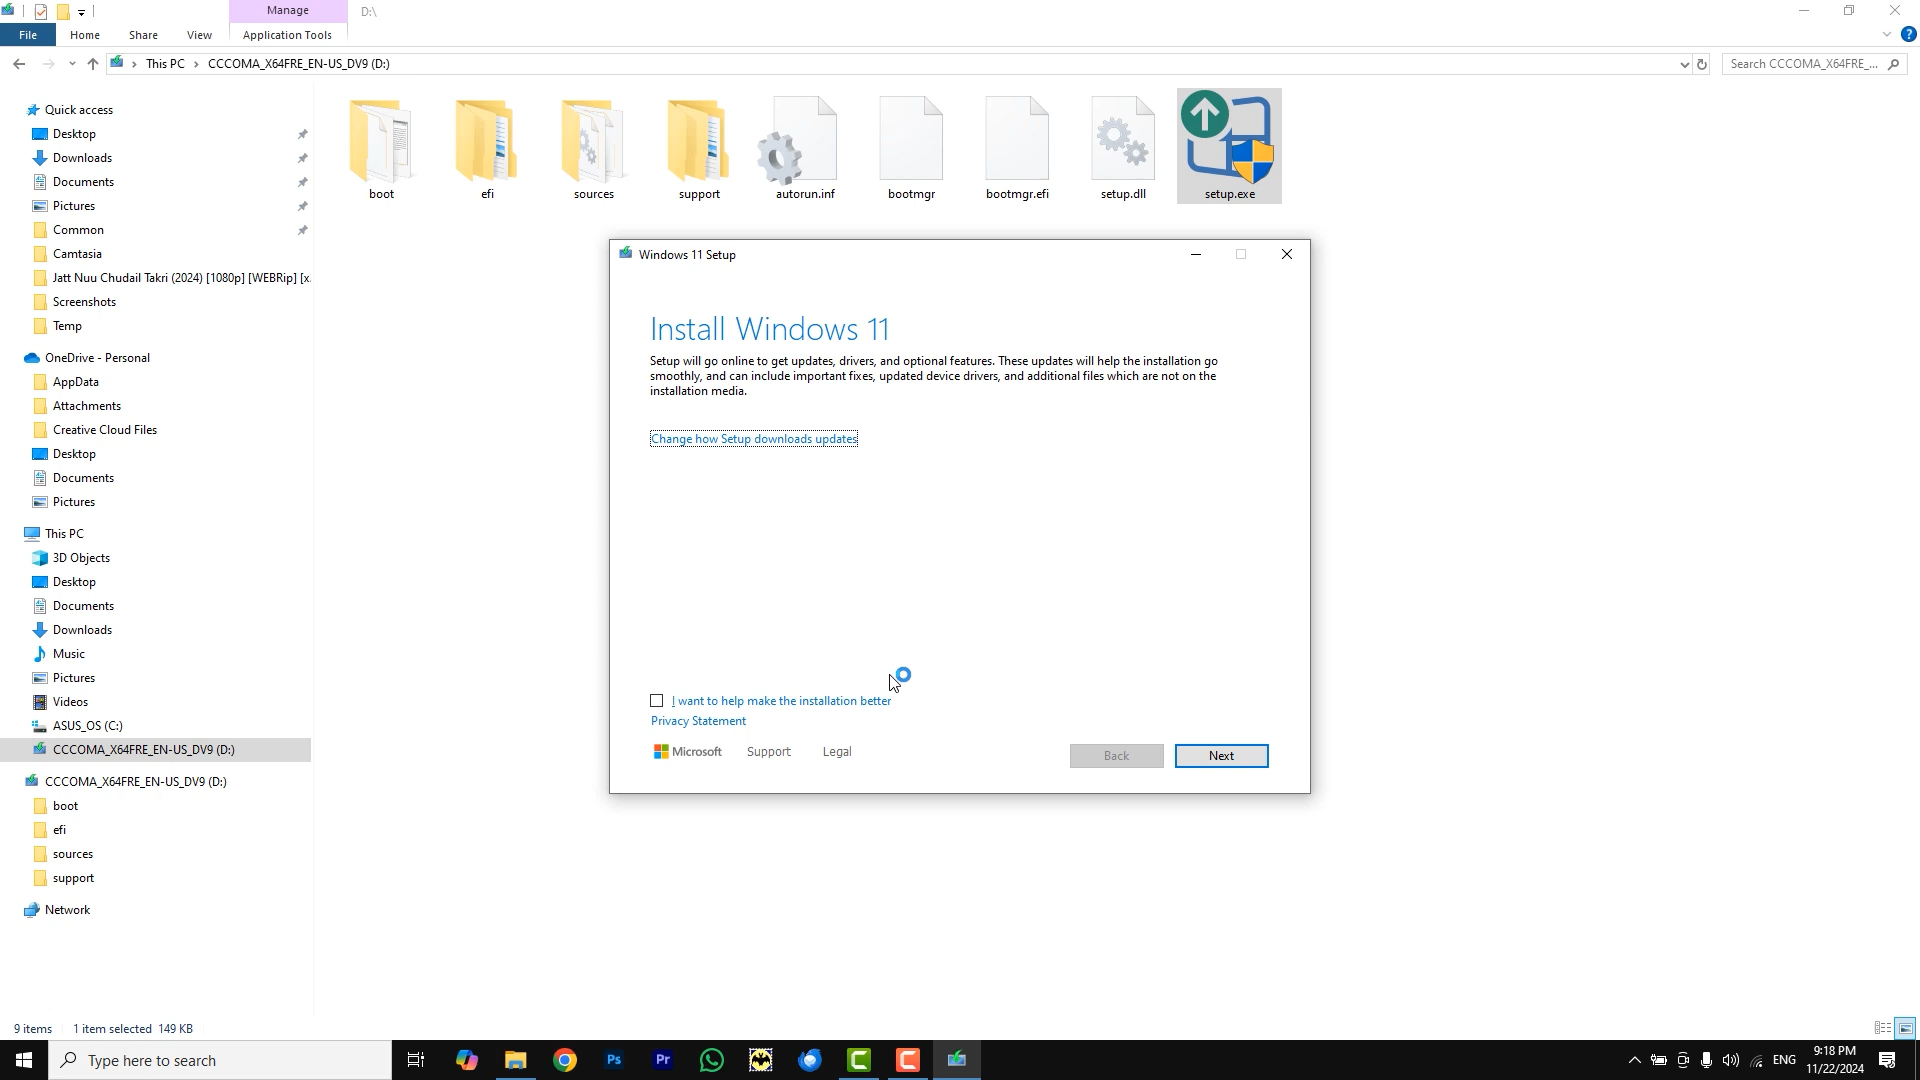 Manage
D:\
File
Home
Share
View
Application Tools
This PC
CCCOMA_X64FRE_EN-US_DV9 (D:)
Search CCCOMA_X64FRE_...
Quick access
Desktop
Downloads
Documents
Pictures
Common
Camtasia
Jatt Nuu Chudail Takri (2024) [1080p] [WEBRip] [x.
Screenshots
Temp
OneDrive - Personal
AppData
Attachments
Creative Cloud Files
Desktop
Documents
Pictures
This PC
3D Objects
Desktop
Documents
Downloads
Music
Pictures
Videos
ASUS_OS (C:)
CCCOMA_X64FRE_EN-US_DV9 (D:)
CCCOMA_X64FRE_EN-US_DV9 (D:)
boot
efi
sources
support
Network
boot
efi
sources
support
autorun.inf
bootmgr
bootmgr.efi
setup.dll
setup.exe
Windows 11 Setup
Install Windows 11
Setup will go online to get updates, drivers, and optional features. These updates will help the installation go
smoothly, and can include important fixes, updated device drivers, and additional files which are not on the
installation media.
Change how Setup downloads updates
I want to help make the installation better
Privacy Statement
Microsoft
Support
Legal
Back
Next
9 items
1 item selected 149 KB
Type here to search
Ps
Pr
ENG
9:18 PM
11/22/2024